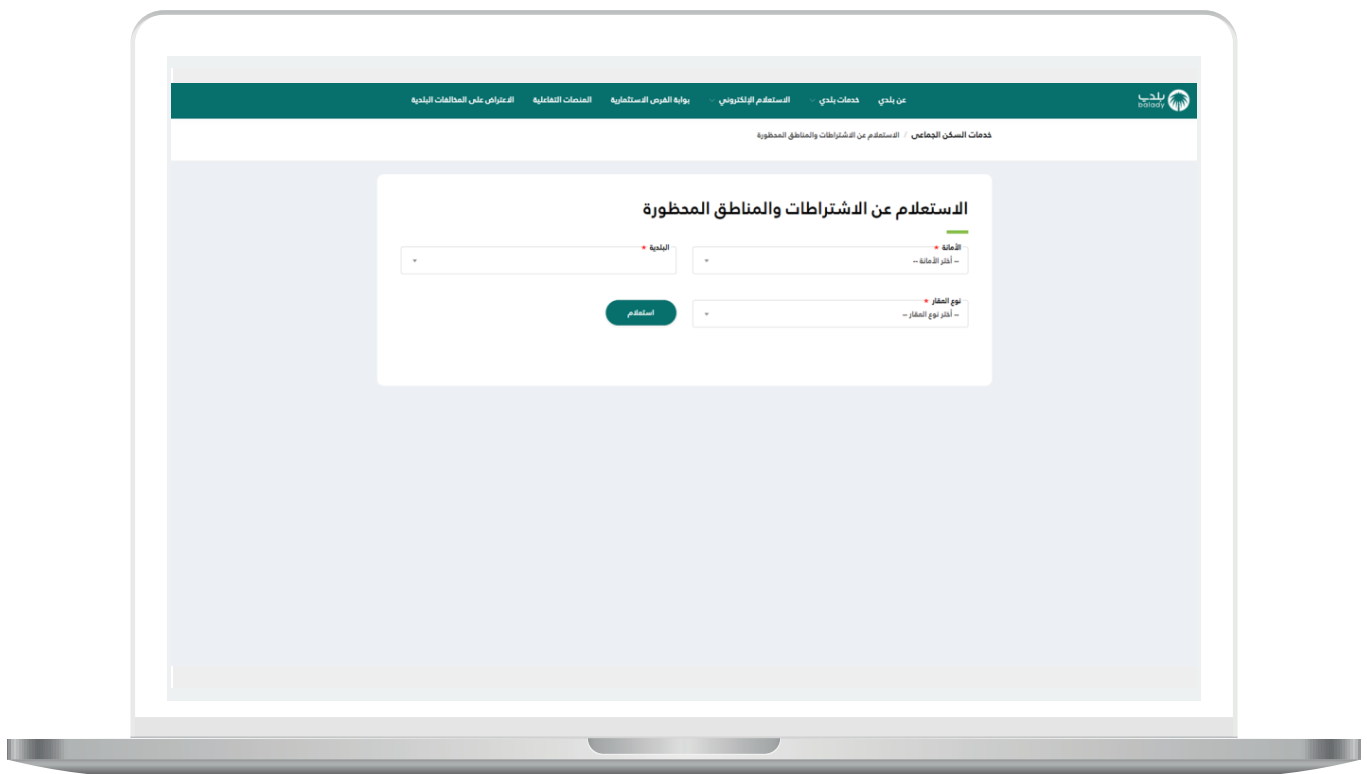 بلدي
balady
عن بلدي
خدمات بلدي
الاستعلام الإلكتروني
بوابة الفرص الاستثمارية
المنصات التفاعلية
الاعتراض على المخالفات البلدية
خدمات السكن الجماعي / الاستعلام عن الاشتراطات والمناطق المحظورة
الاستعلام عن الاشتراطات والمناطق المحظورة
الأمانة *
-- أختر الأمانة --
البلدية *
نوع العقار *
-- أختر نوع العقار --
استعلام